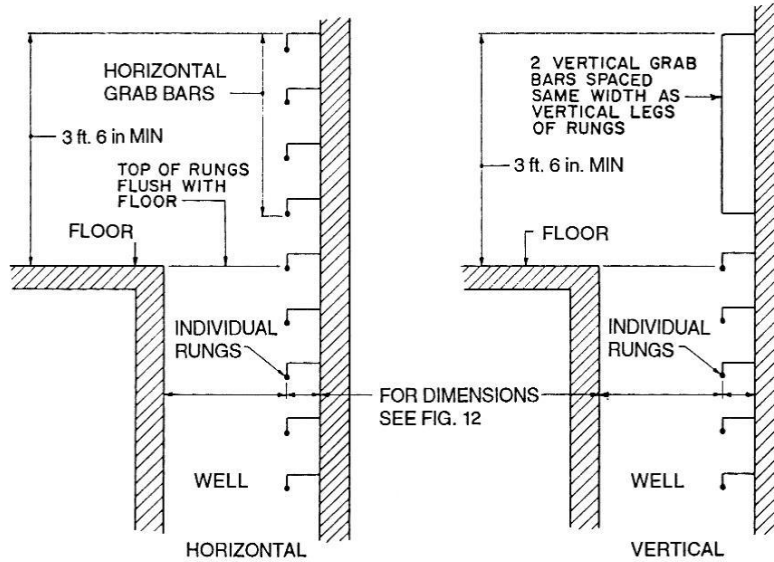 HORIZONTAL
GRAB BARS
3 ft. 6 in MIN
TOP OF RUNGS
FLUSH WITH
FLOOR
FLOOR
INDIVIDUAL
RUNGS
WELL
HORIZONTAL
FOR DIMENSIONS
SEE FIG. 12
2 VERTICAL GRAB
BARS SPACED
SAME WIDTH AS
VERTICAL LEGS
OF RUNGS
3 ft. 6 in. MIN
FLOOR
INDIVIDUAL
RUNGS
WELL
VERTICAL